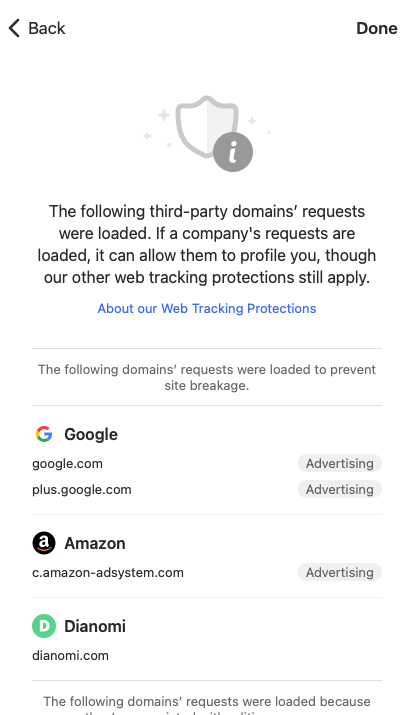 Back
Done
The following third-party domains’ requests
were loaded. If a company's requests are
loaded, it can allow them to profile you, though
our other web tracking protections still apply.
About our Web Tracking Protections
The following domains’ requests were loaded to prevent
site breakage.
Google
google.com Advertising
plus.google.com Advertising
Amazon
c.amazon-adsystem.com Advertising
Dianomi
dianomi.com
The following domains’ requests were loaded because